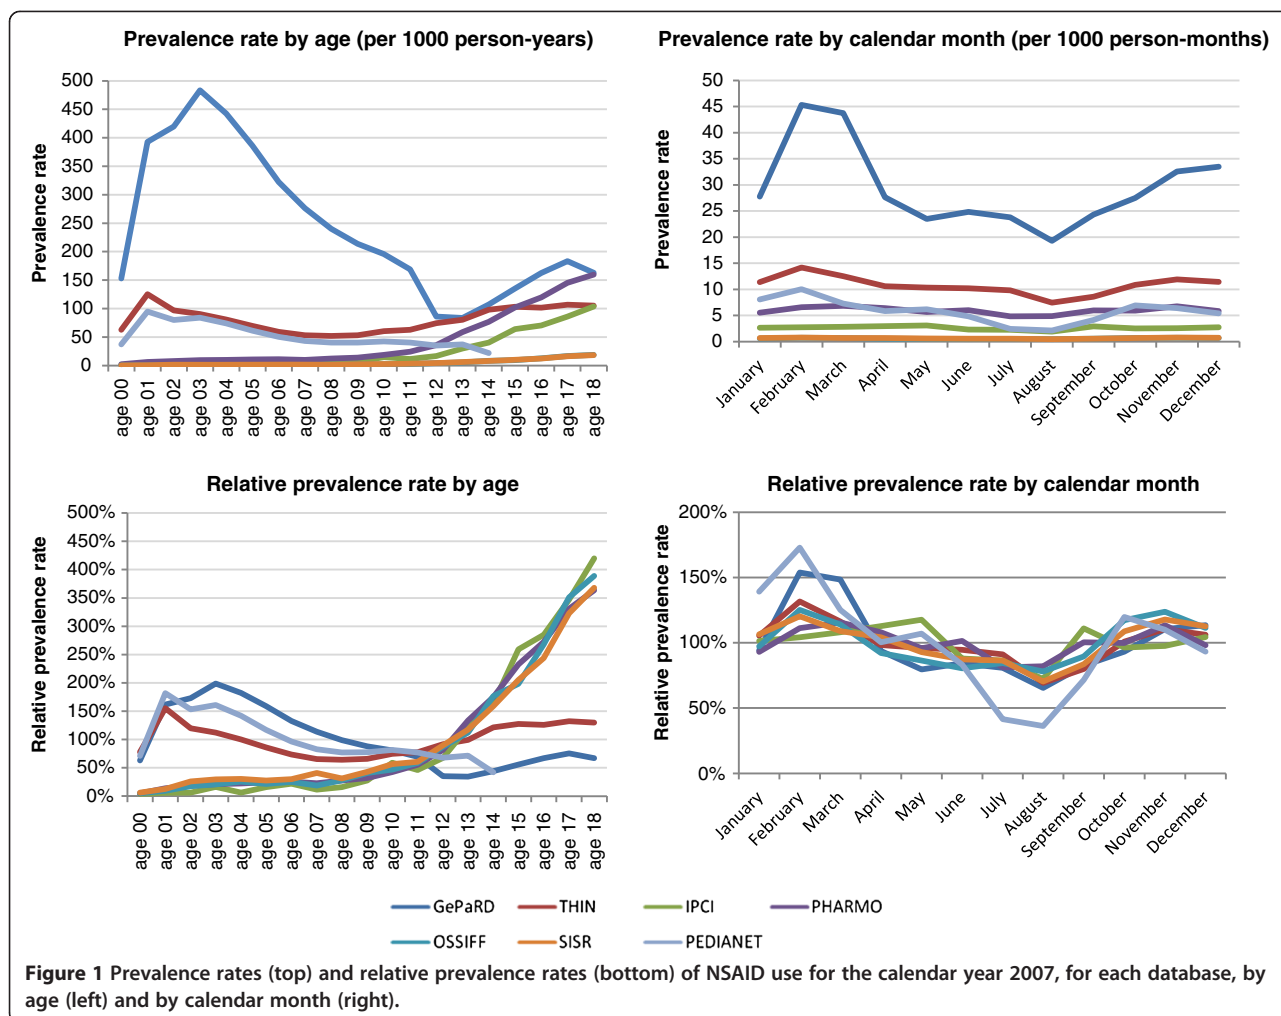 Prevalence rate by age (per 1000 person-years)
Prevalence rate
500
450
400
350
300
250
200
150
100
50
0
age 00
age 01
age 02
age 03
age 04
age 05
age 06
age 07
age 08
age 09
age 10
age 11
age 12
age 13
age 14
age 15
age 16
age 17
age 18
Prevalence rate by calendar month (per 1000 person-months)
Prevalence rate
50
45
40
35
30
25
20
15
10
5
0
January
February
March
April
May
June
July
August
September
October
November
December
Relative prevalence rate by age
Relative prevalence rate
500%
450%
400%
350%
300%
250%
200%
150%
100%
50%
0%
age 00
age 01
age 02
age 03
age 04
age 05
age 06
age 07
age 08
age 09
age 10
age 11
age 12
age 13
age 14
age 15
age 16
age 17
age 18
Relative prevalence rate by calendar month
Relative prevalence rate
200%
150%
100%
50%
0%
January
February
March
April
May
June
July
August
September
October
November
December
GePaRD THIN IPCI PHARMO
OSSIFF SISR PEDIANET
Figure 1 Prevalence rates (top) and relative prevalence rates (bottom) of NSAID use for the calendar year 2007, for each database, by
age (left) and by calendar month (right).